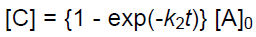 [C] = {1 - exp(-k₂t)} [A]₀